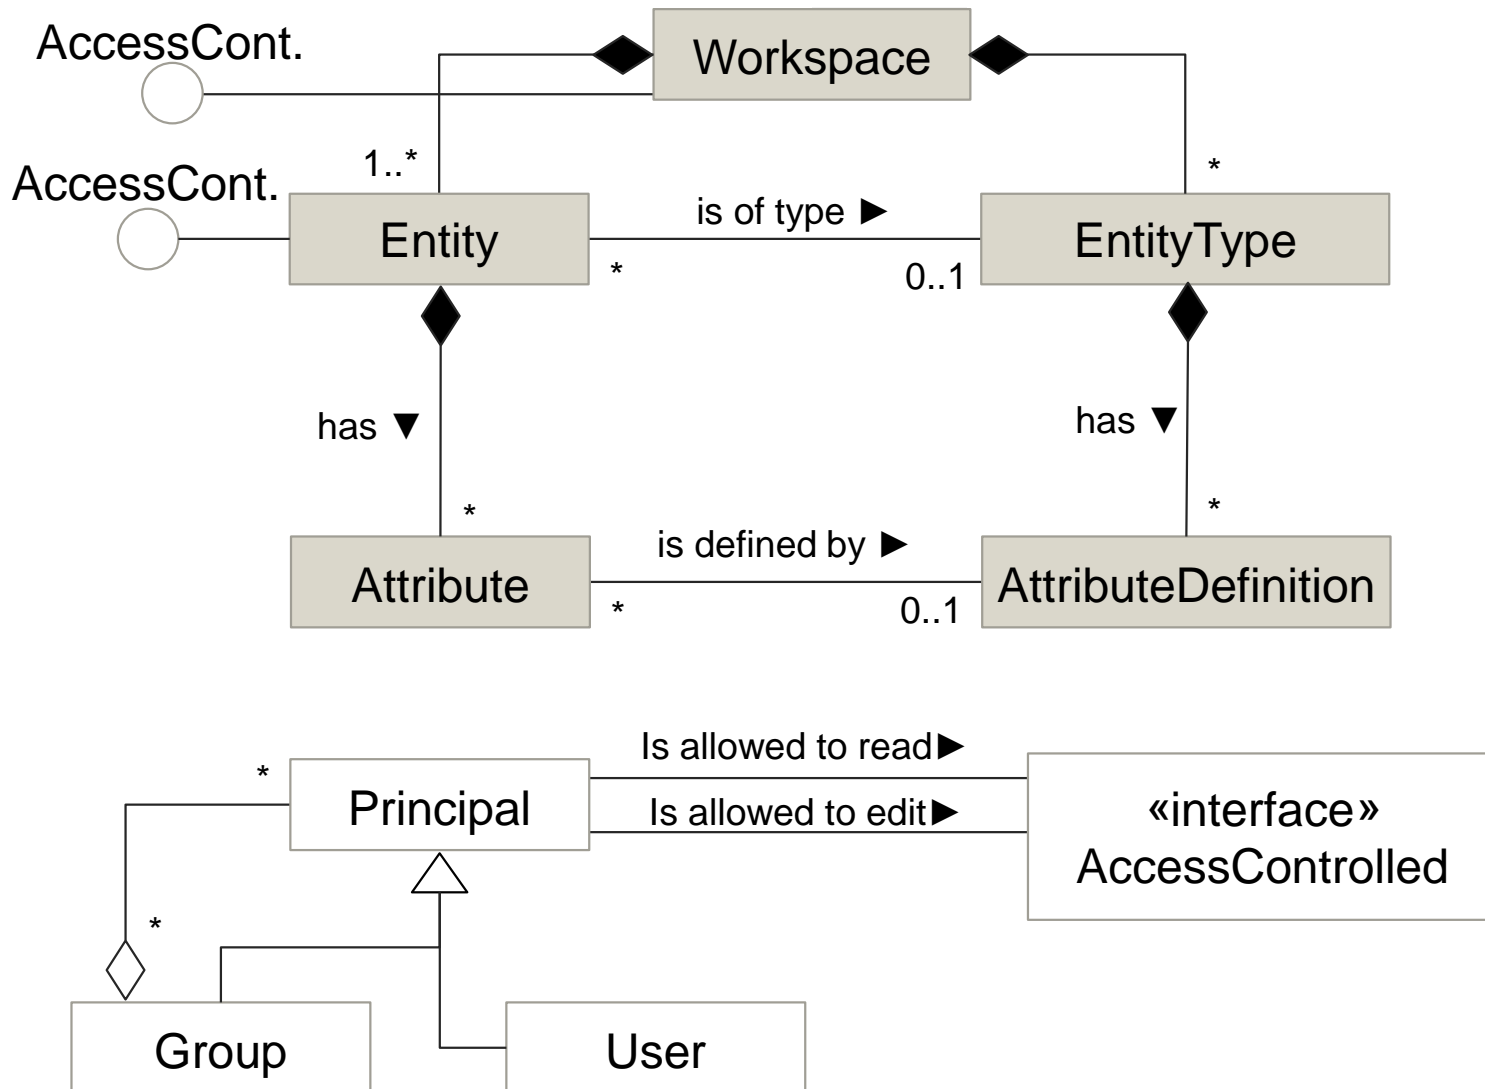 AccessCont.
Workspace
1..*
*
AccessCont.
Entity
is of type ►
EntityType
*
0..1
has ▼
has ▼
*
*
Attribute
is defined by ►
AttributeDefinition
*
0..1
Is allowed to read►
*
Principal
Is allowed to edit►
«interface»
AccessControlled
*
Group
User